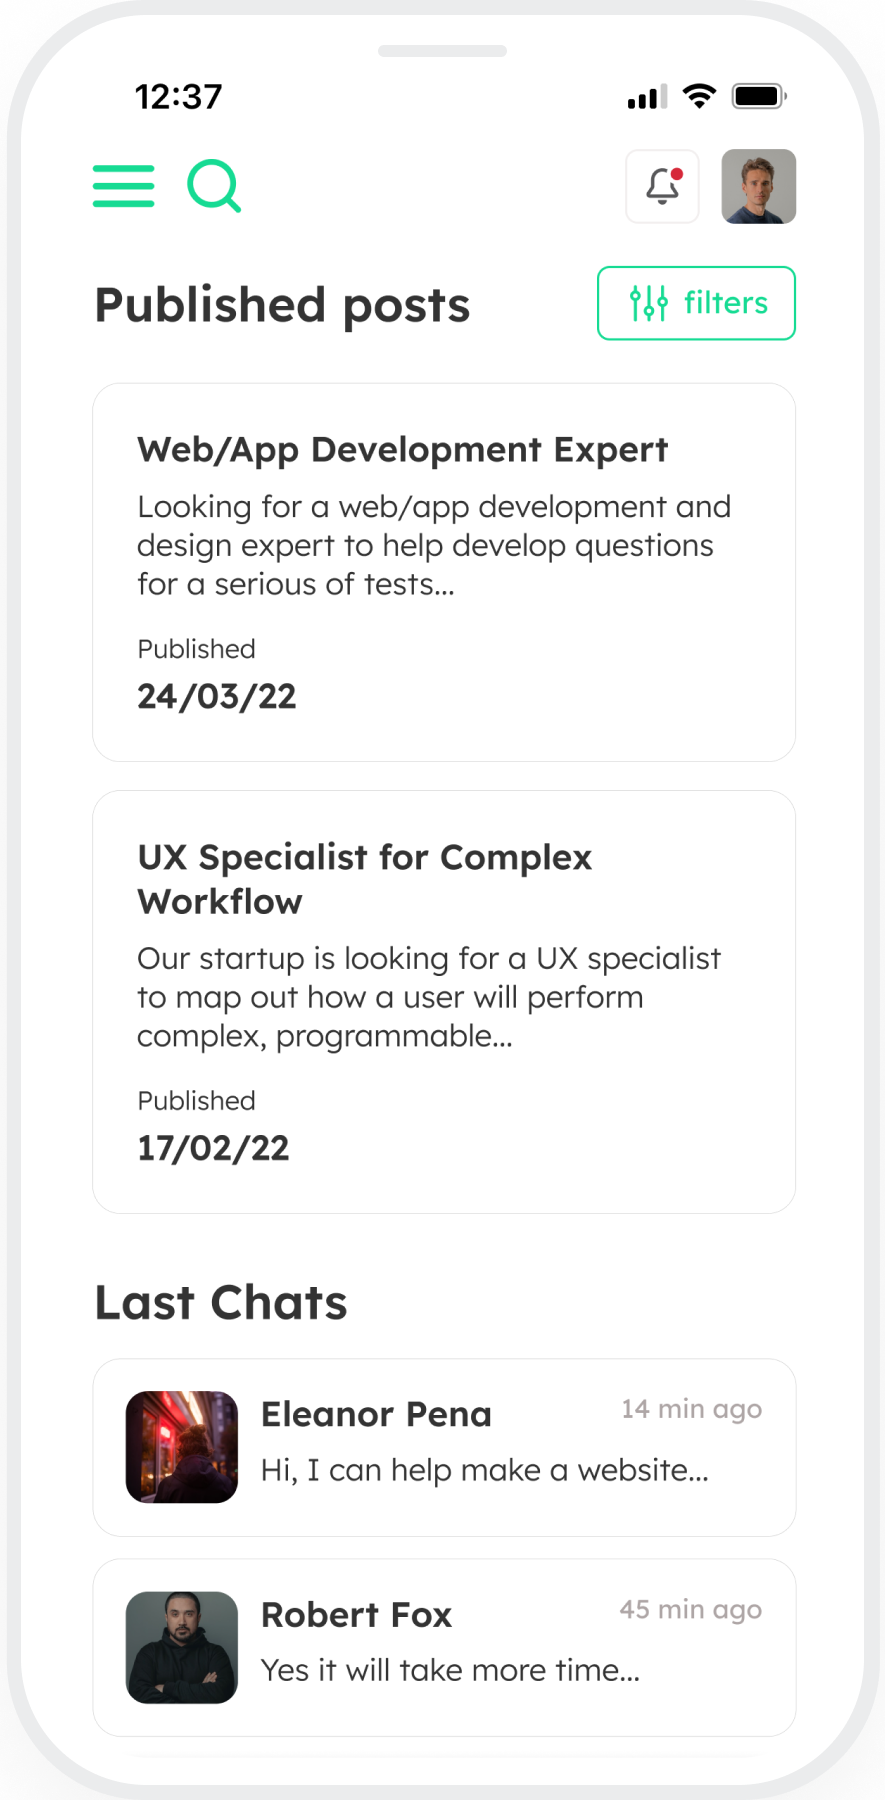 12:37
Published posts
filters
Web/App Development Expert
Looking for a web/app development and
design expert to help develop questions
for a serious of tests...
Published
24/03/22
UX Specialist for Complex
Workflow
Our startup is looking for a UX specialist
to map out how a user will perform
complex, programmable...
Published
17/02/22
Last Chats
Eleanor Pena
14 min ago
Hi, I can help make a website...
Robert Fox
45 min ago
Yes it will take more time...